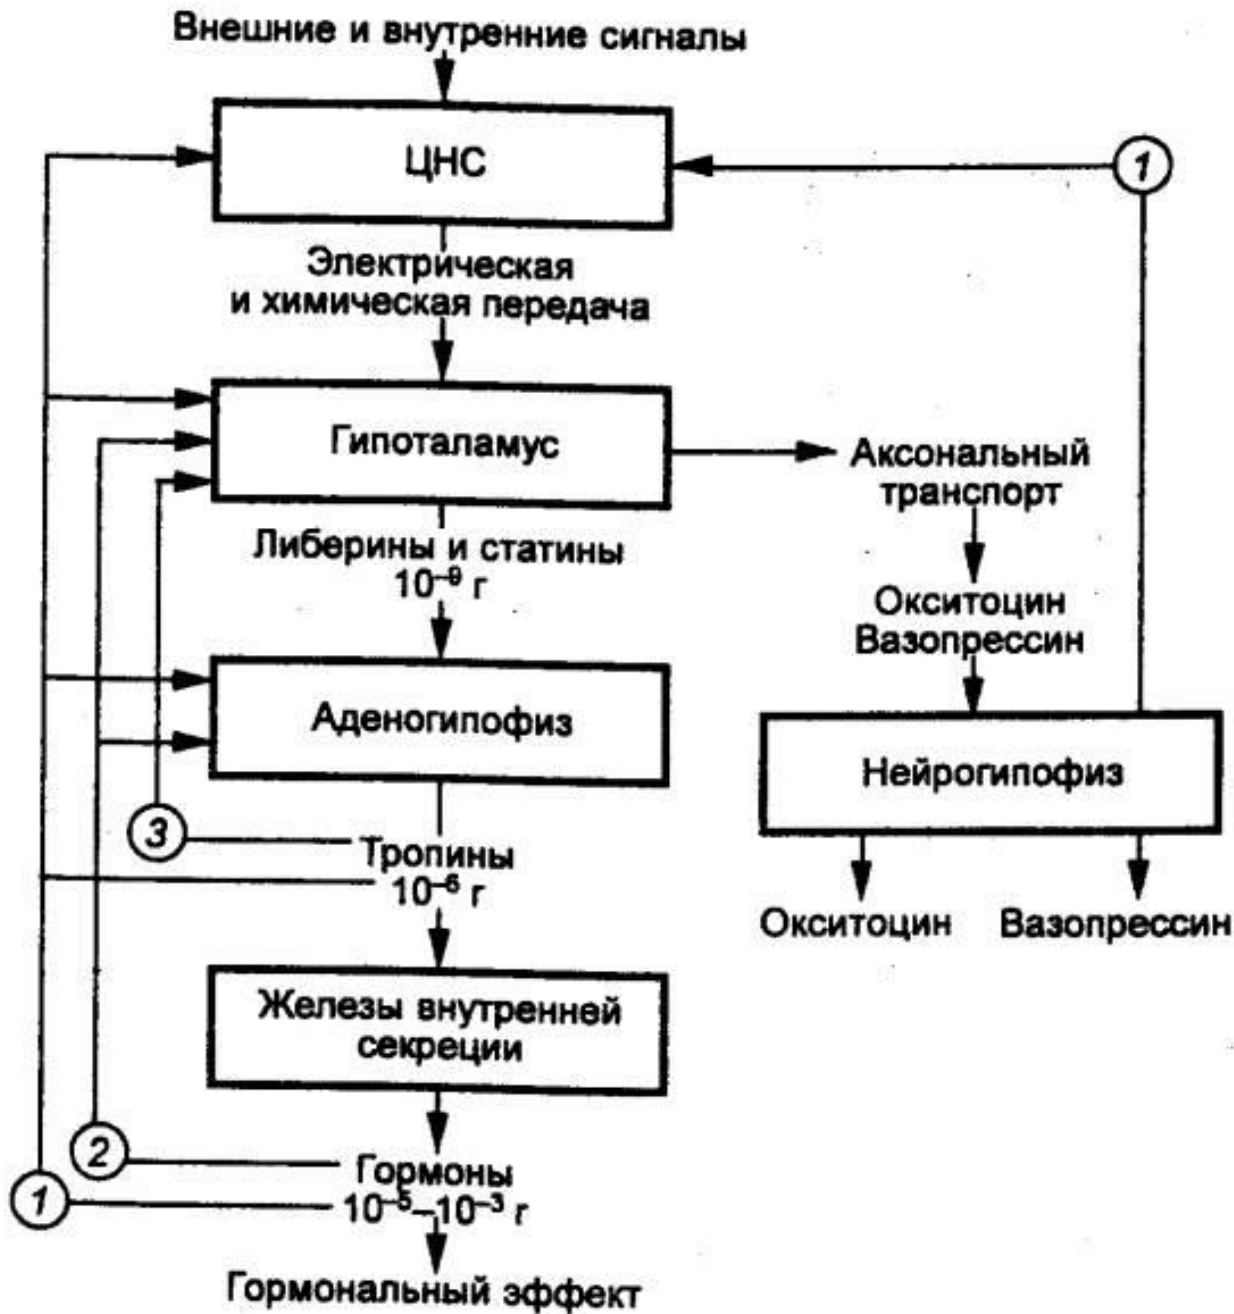 Внешние и внутренние сигналы
ЦНС
1
Электрическая
и химическая передача
Гипоталамус
Аксональный
транспорт
Либерины и статины
10⁻⁹ г
Окситоцин
Вазопрессин
Аденогипофиз
Нейрогипофиз
3
Тропины
10⁻⁶ г
Окситоцин
Вазопрессин
Железы внутренней
секреции
2
Гормоны
1
10⁻⁵–10⁻³ г
Гормональный эффект